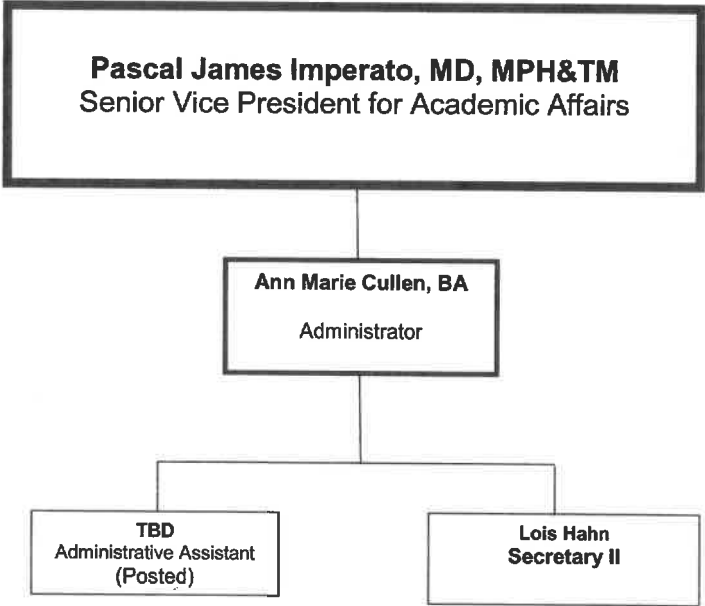 Pascal James Imperato, MD, MPH&TM
Senior Vice President for Academic Affairs
Ann Marie Cullen, BA
Administrator
TBD
Administrative Assistant
(Posted)
Lois Hahn
Secretary II